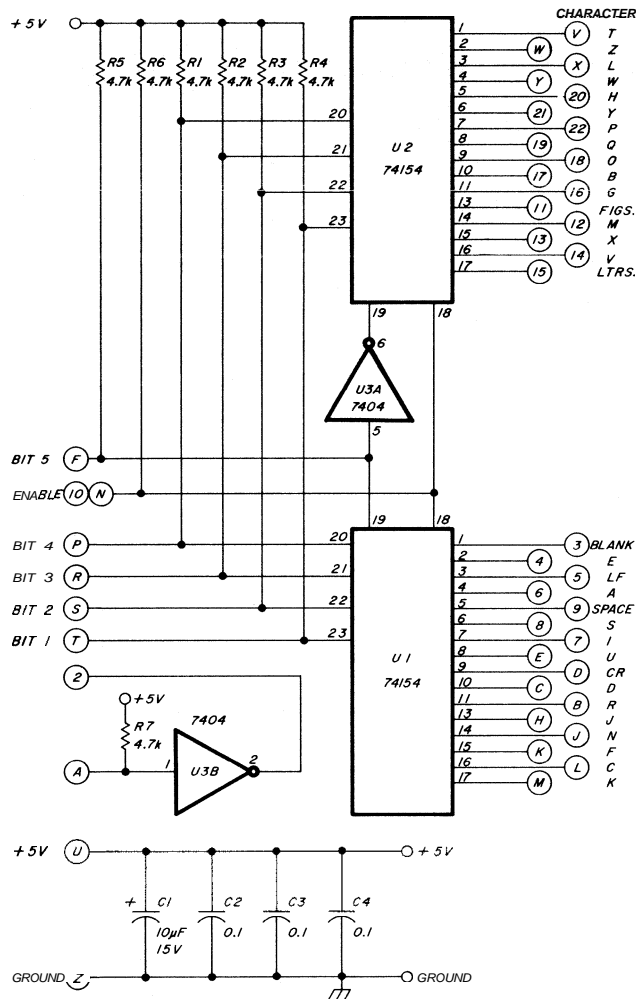 CHARACTER
+5V
R5 4.7k
R6 4.7k
R1 4.7k
R2 4.7k
R3 4.7k
R4 4.7k
U2
74154
20
21
22
23
19
18
1 V T
2 W Z
3 X L
4 Y W
5 20 H
6 21 Y
7 22 P
8 19 Q
9 18 O
10 17 B
11 16 G
13 11 FIGS.
14 12 M
15 13 X
16 14 V
17 15 LTRS.
6
U3A
7404
5
BIT 5 F
ENABLE 10 N
19 18
BIT 4 P 20
BIT 3 R 21
BIT 2 S 22
BIT 1 T 23
U1
74154
1 3 BLANK
2 4 E
3 5 LF
4 6 A
5 9 SPACE
6 8 S
7 7 I
8 E U
9 D CR
10 C D
11 B R
13 H J
14 J N
15 K F
16 L C
17 M K
2
+5V
R7
4.7k
7404
A 1 U3B 2
+5V U +5V
+ C1 10µF 15V
C2 0.1
C3 0.1
C4 0.1
GROUND Z GROUND